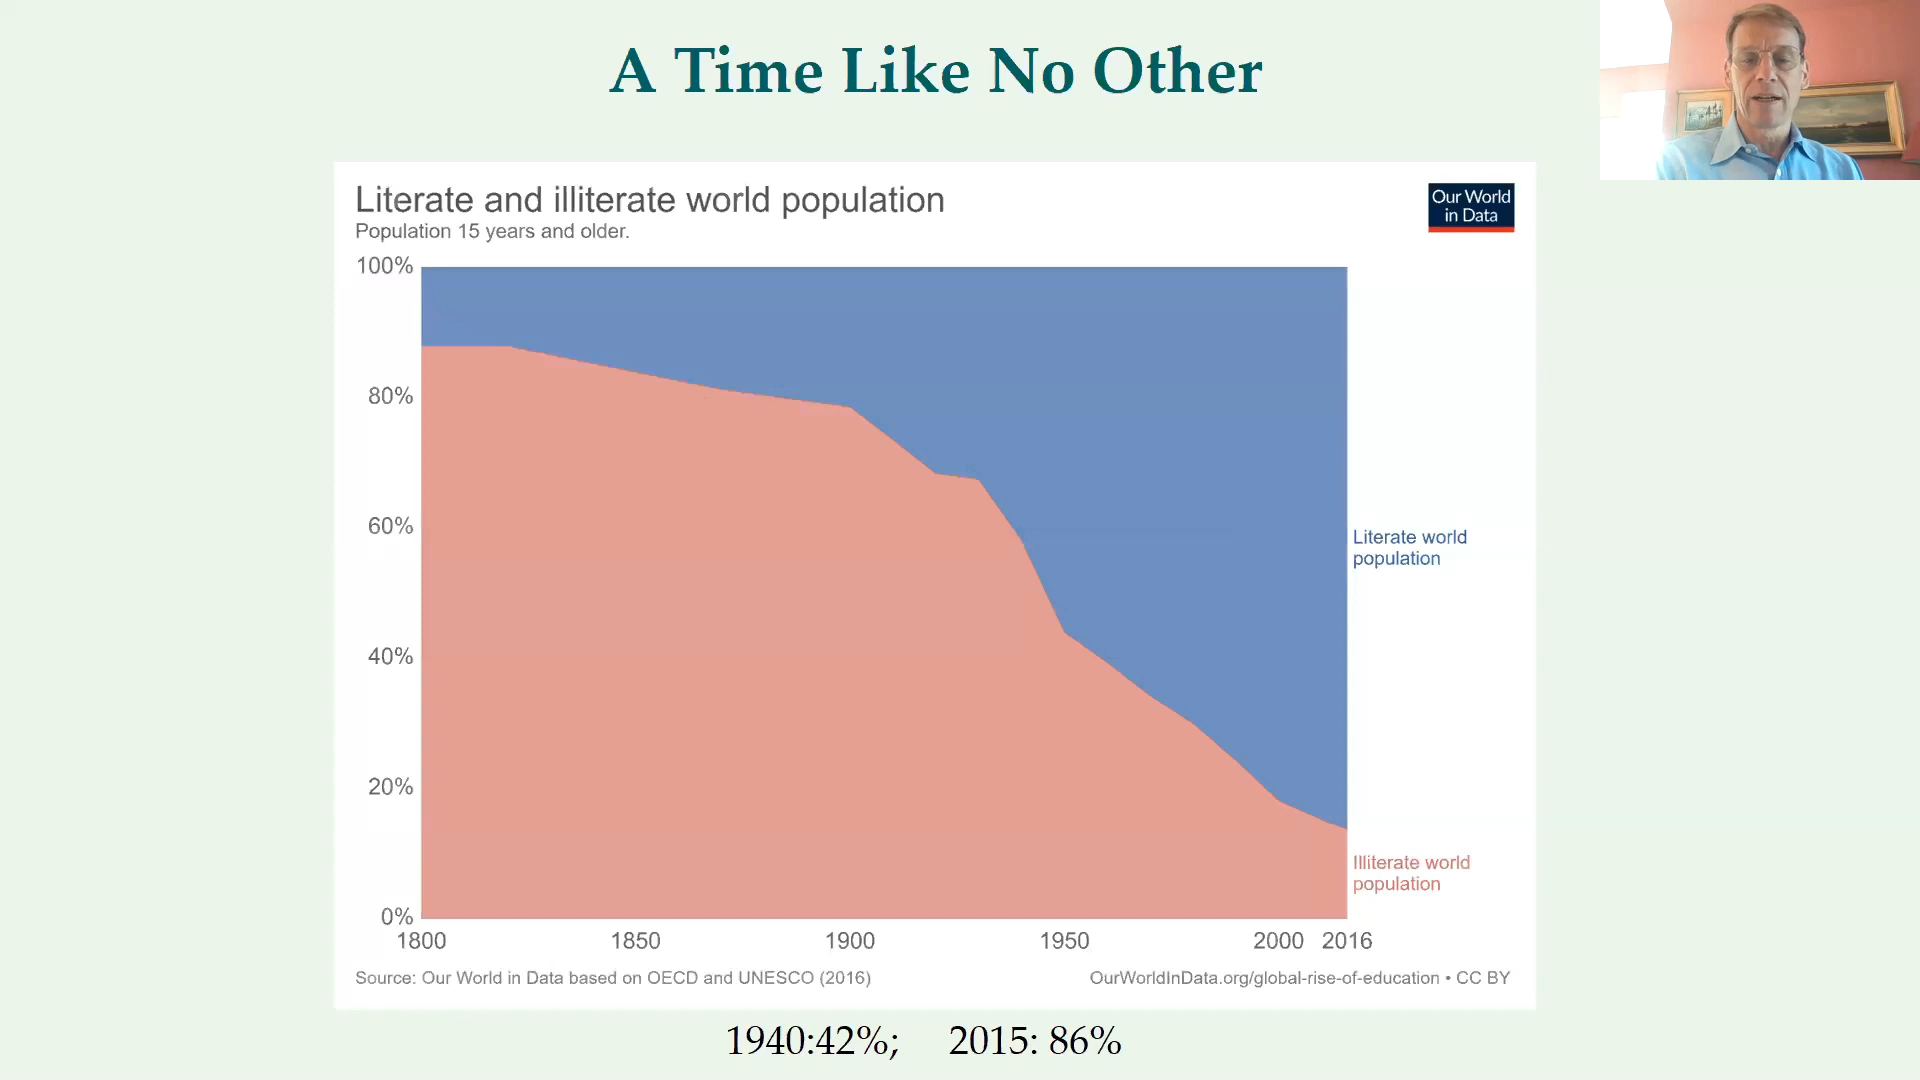 A Time Like No Other
Literate and illiterate world population
Population 15 years and older.
Our World
in Data
100%
80%
60%
40%
20%
0%
Literate world
population
Illiterate world
population
1800 1850 1900 1950 2000 2016
Source: Our World in Data based on OECD and UNESCO (2016)
OurWorldInData.org/global-rise-of-education • CC BY
1940:42%; 2015: 86%